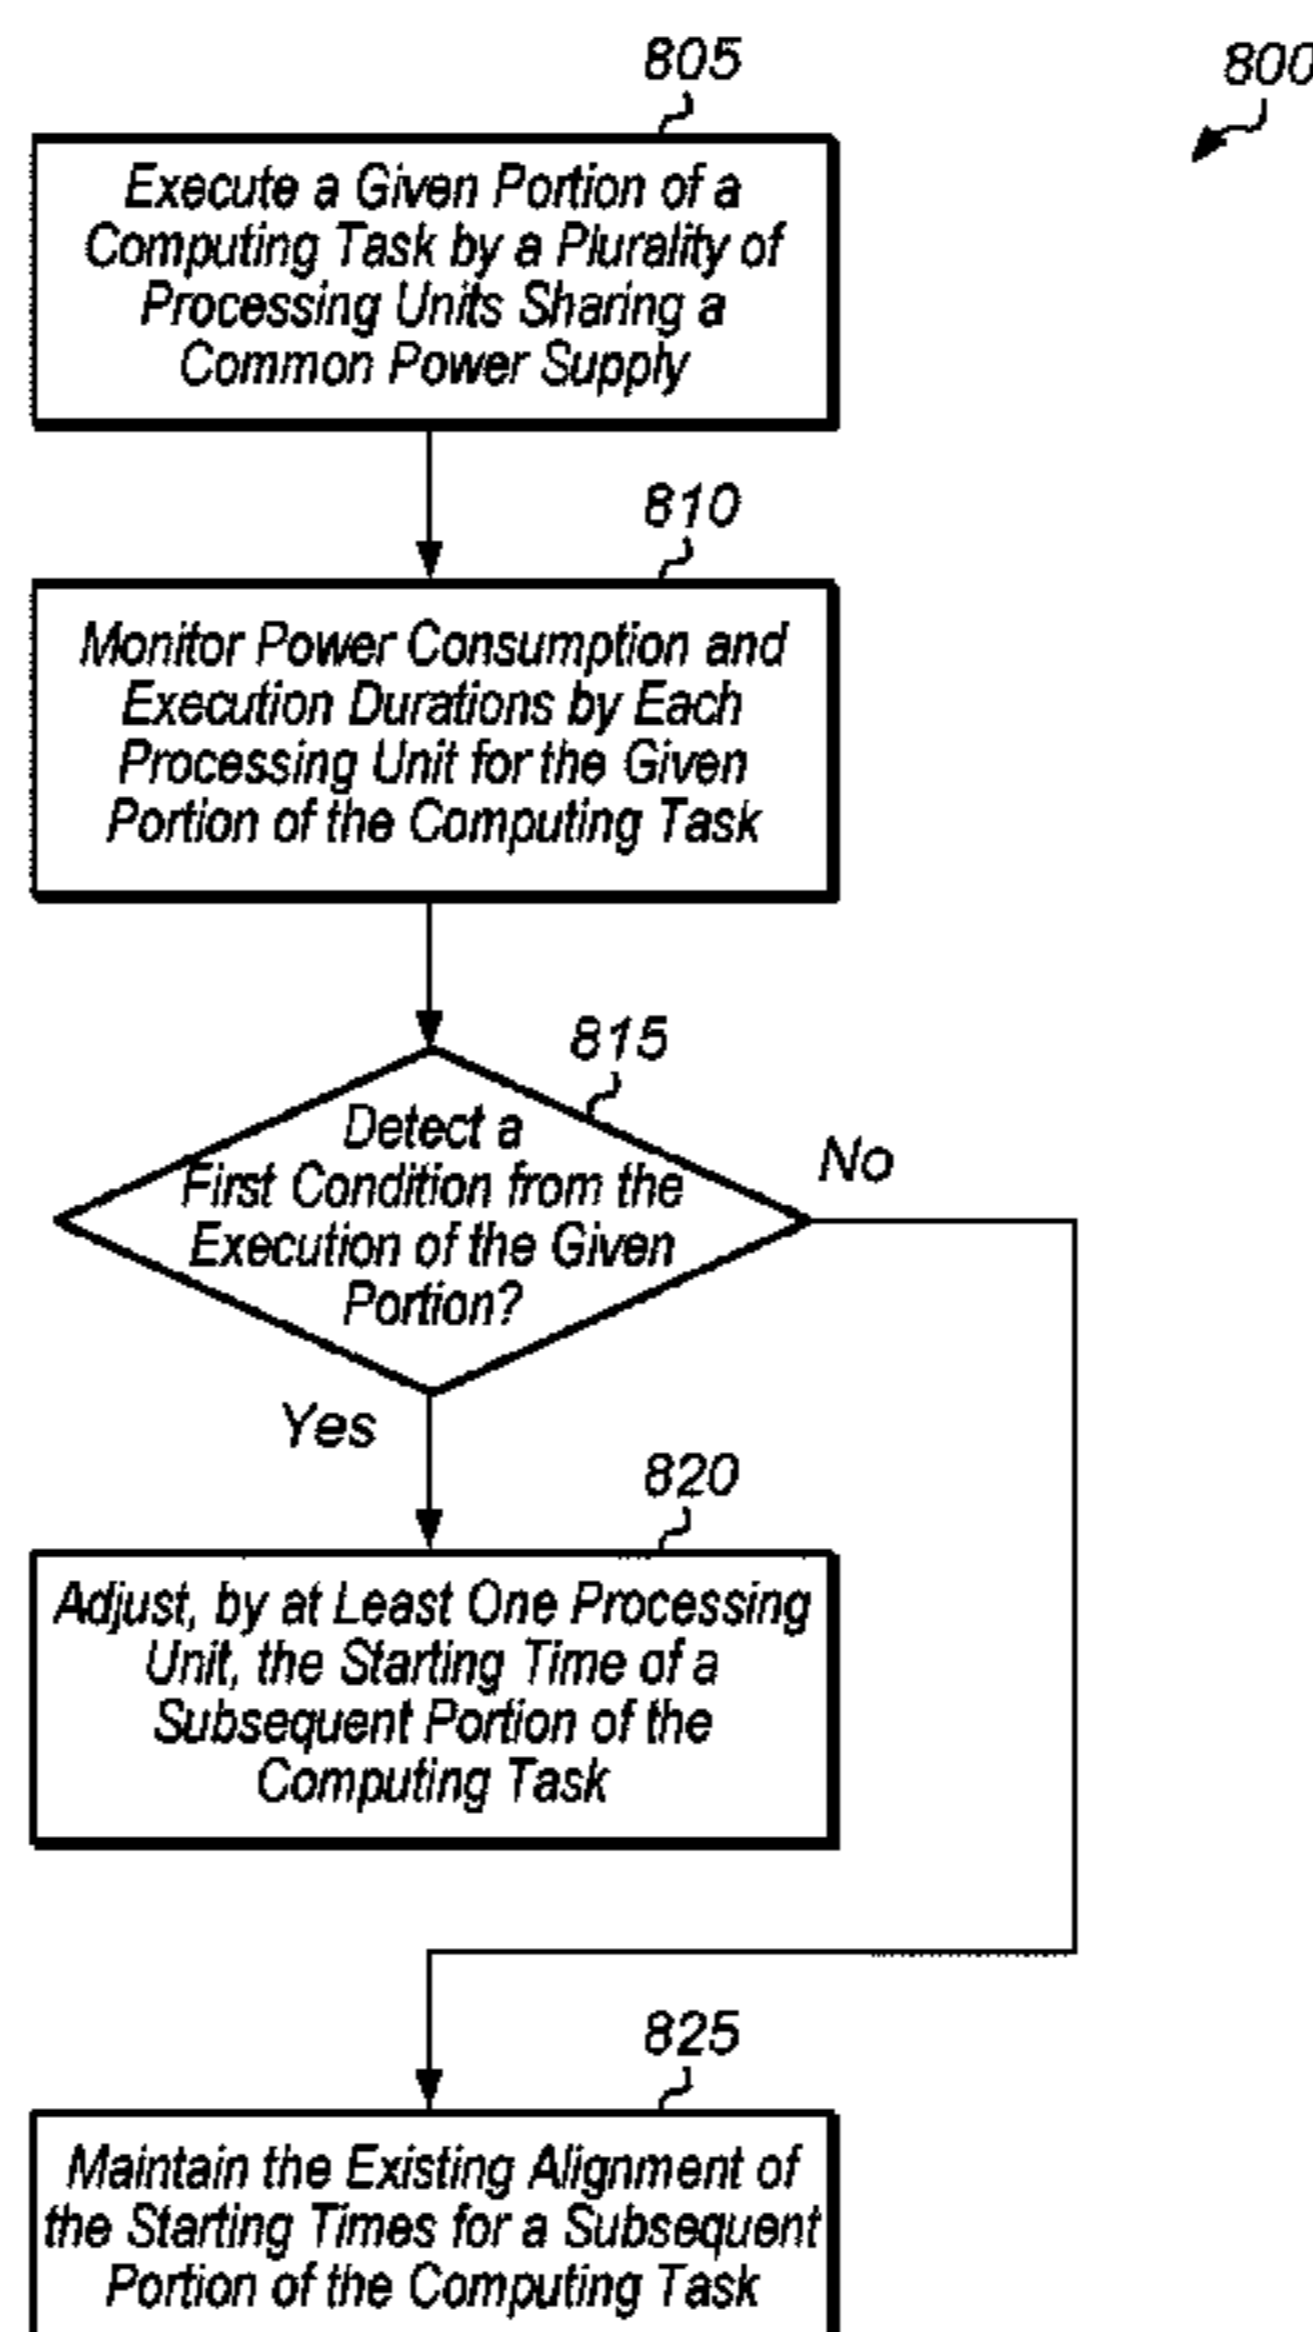 805
800
Execute a Given Portion of a
Computing Task by a Plurality of
Processing Units Sharing a
Common Power Supply
810
Monitor Power Consumption and
Execution Durations by Each
Processing Unit for the Given
Portion of the Computing Task
815
Detect a
First Condition from the
Execution of the Given
Portion?
No
Yes
820
Adjust, by at Least One Processing
Unit, the Starting Time of a
Subsequent Portion of the
Computing Task
825
Maintain the Existing Alignment of
the Starting Times for a Subsequent
Portion of the Computing Task